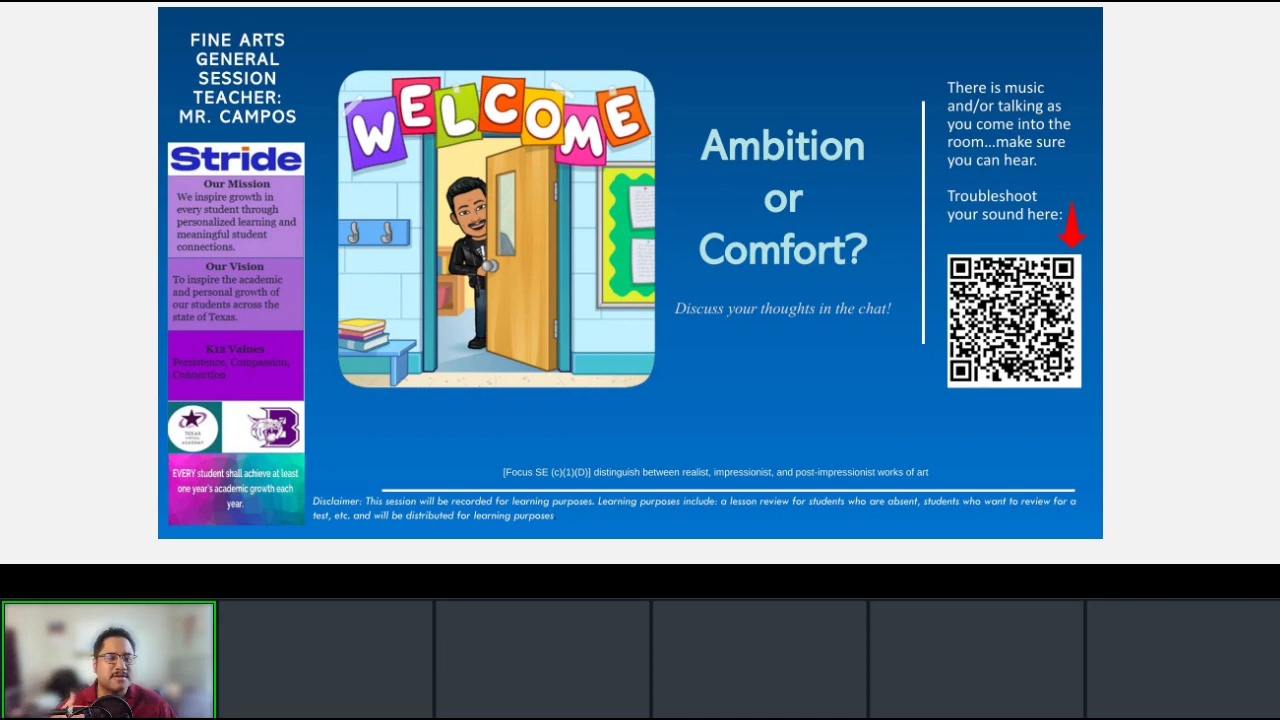 FINE ARTS
GENERAL
SESSION
TEACHER:
MR. CAMPOS
Stride
Our Mission
We inspire growth in
every student through
personalized learning and
meaningful student
connections.
Our Vision
To inspire the academic
and personal growth of
our students across the
state of Texas.
K12 Values
Persistence, Compassion,
Connection
TEXAS
VIRTUAL
ACADEMY
B
EVERY student shall achieve at least
one year's academic growth each
year.
WELCOME
Ambition
or
Comfort?
Discuss your thoughts in the chat!
There is music
and/or talking as
you come into the
room...make sure
you can hear.
Troubleshoot
your sound here:
[Focus SE (c)(1)(D)] distinguish between realist, impressionist, and post-impressionist works of art
Disclaimer: This session will be recorded for learning purposes. Learning purposes include: a lesson review for students who are absent, students who want to review for a
test, etc. and will be distributed for learning purposes